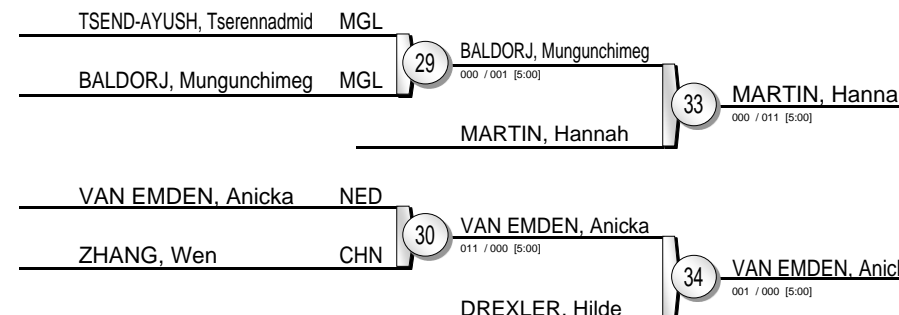 TSEND-AYUSH, Tserennadmid MGL
29
BALDORJ, Mungunchimeg
000 / 001 [5:00]
BALDORJ, Mungunchimeg MGL
33
MARTIN, Hanna
000 / 011 [5:00]
MARTIN, Hannah
VAN EMDEN, Anicka NED
30
VAN EMDEN, Anicka
011 / 000 [5:00]
ZHANG, Wen CHN
34
VAN EMDEN, Anic
001 / 000 [5:00]
DREXLER, Hilde